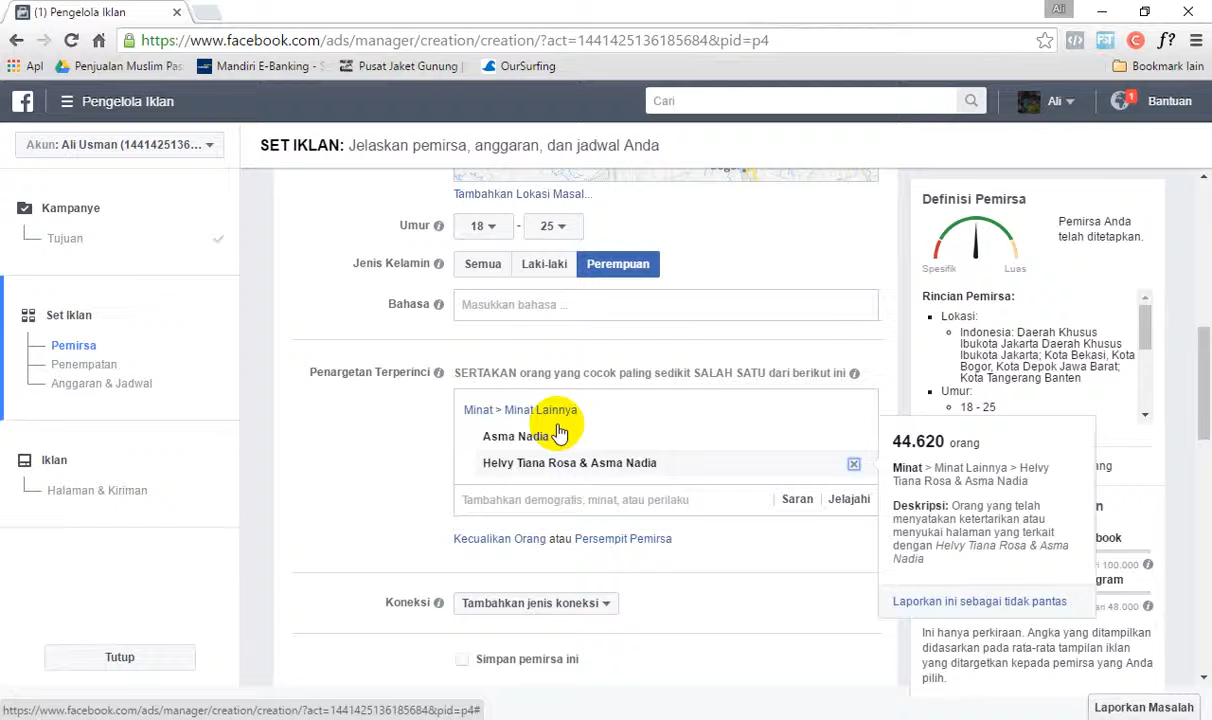 (1) Pengelola Iklan
Ali
https://www.facebook.com/ads/manager/creation/creation/?act=1441425136185684&pid=p4
Apl
Penjualan Muslim Pas
Mandiri E-Banking - S
Pusat Jaket Gunung
OurSurfing
Bookmark lain
Pengelola Iklan
Cari
Ali
1
Bantuan
Akun: Ali Usman (1441425136...
SET IKLAN: Jelaskan pemirsa, anggaran, dan jadwal Anda
Kampanye
Tujuan
Set Iklan
Pemirsa
Penempatan
Anggaran & Jadwal
Iklan
Halaman & Kiriman
Tutup
Tambahkan Lokasi Masal...
Umur
18 - 25
Jenis Kelamin
Semua
Laki-laki
Perempuan
Bahasa
Masukkan bahasa ...
Penargetan Terperinci
SERTAKAN orang yang cocok paling sedikit SALAH SATU dari berikut ini
Minat > Minat Lainnya
Asma Nadia
Helvy Tiana Rosa & Asma Nadia
Tambahkan demografis, minat, atau perilaku
Saran
Jelajahi
Kecualikan Orang atau Persempit Pemirsa
Koneksi
Tambahkan jenis koneksi
Simpan pemirsa ini
Definisi Pemirsa
Spesifik
Luas
Pemirsa Anda
telah ditetapkan.
Rincian Pemirsa:
Lokasi:
Indonesia: Daerah Khusus
Ibukota Jakarta Daerah Khusus
Ibukota Jakarta; Kota Bekasi, Kota
Bogor, Kota Depok Jawa Barat;
Kota Tangerang Banten
Umur:
18 - 25
44.620 orang
Minat > Minat Lainnya > Helvy
Tiana Rosa & Asma Nadia
Deskripsi: Orang yang telah
menyatakan ketertarikan atau
menyukai halaman yang terkait
dengan Helvy Tiana Rosa & Asma
Nadia
Laporkan ini sebagai tidak pantas
100.000
48.000
Ini hanya perkiraan. Angka yang ditampilkan
didasarkan pada rata-rata tampilan iklan
yang ditargetkan kepada pemirsa yang Anda
pilih.
Laporkan Masalah
https://www.facebook.com/ads/manager/creation/creation/?act=1441425136185684&pid=p4#